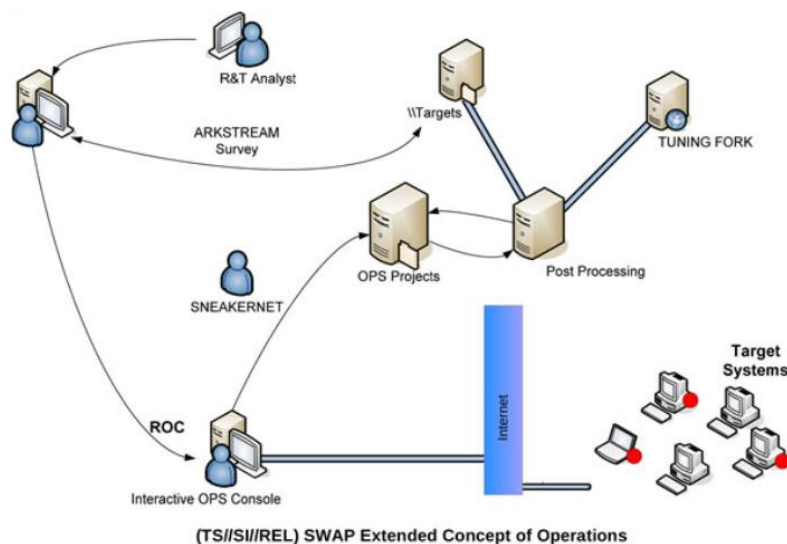 R&T Analyst
\\Targets
ARKSTREAM
Survey
TUNING FORK
OPS Projects
Post Processing
SNEAKERNET
Internet
Target
Systems
ROC
Interactive OPS Console
(TS//SI//REL) SWAP Extended Concept of Operations